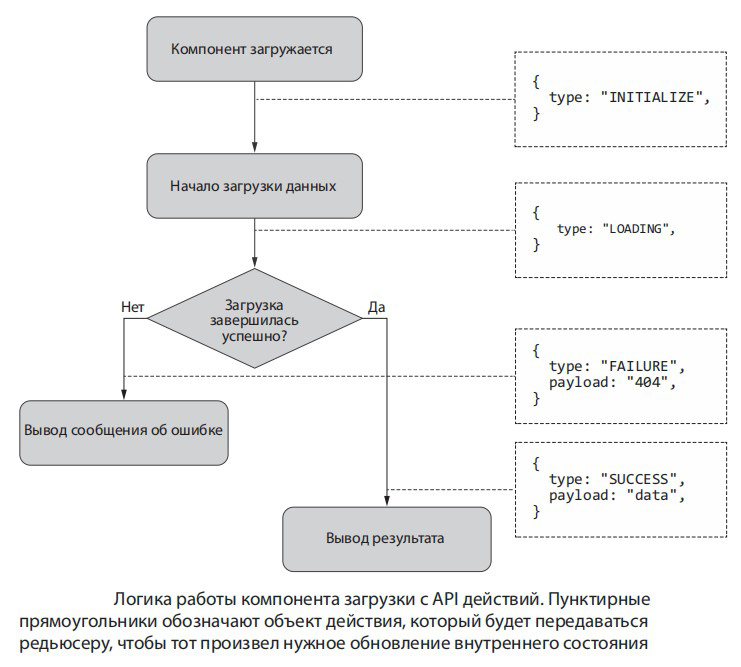 Компонент загружается
{
type: "INITIALIZE",
}
Начало загрузки данных
{
type: "LOADING",
}
Нет
Загрузка
завершилась
успешно?
Да
{
type: "FAILURE",
payload: "404",
}
Вывод сообщения об ошибке
{
type: "SUCCESS",
payload: "data",
}
Вывод результата
Логика работы компонента загрузки с API действий. Пунктирные
прямоугольники обозначают объект действия, который будет передаваться
редьюсеру, чтобы тот произвел нужное обновление внутреннего состояния